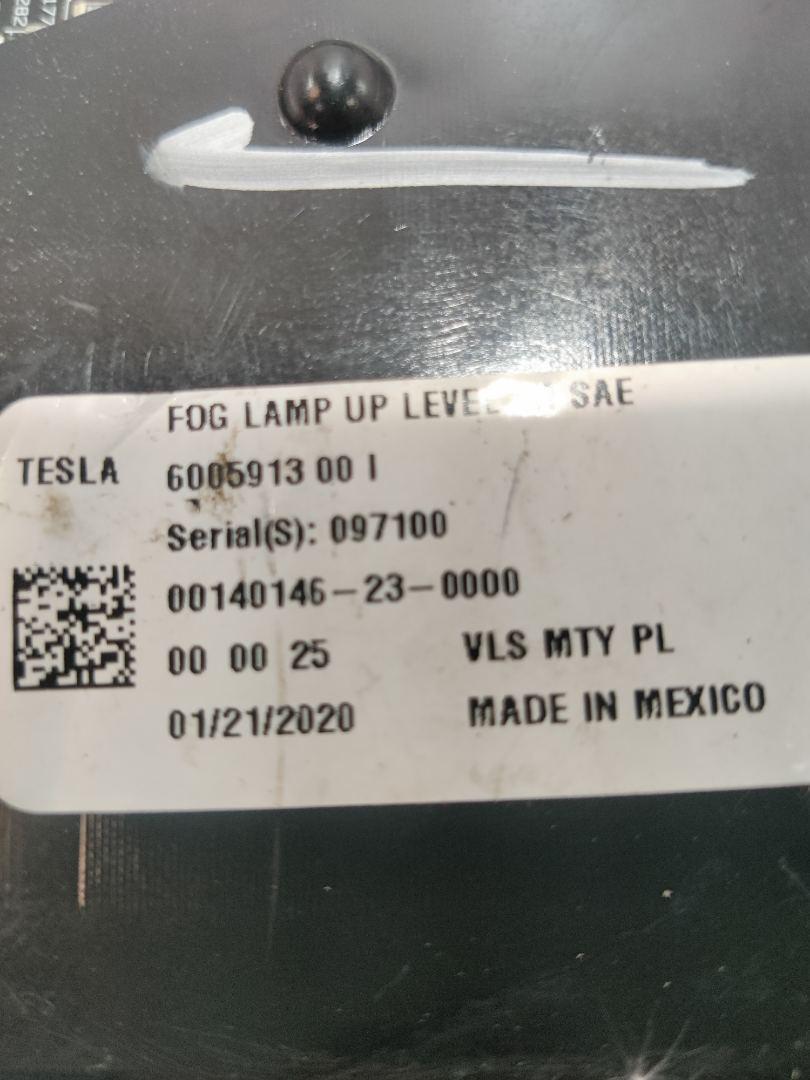 FOG LAMP UP LEVEL SAE
TESLA 6005913 00 I
Serial(S): 097100
00140146-23-0000
00 00 25 VLS MTY PL
01/21/2020 MADE IN MEXICO